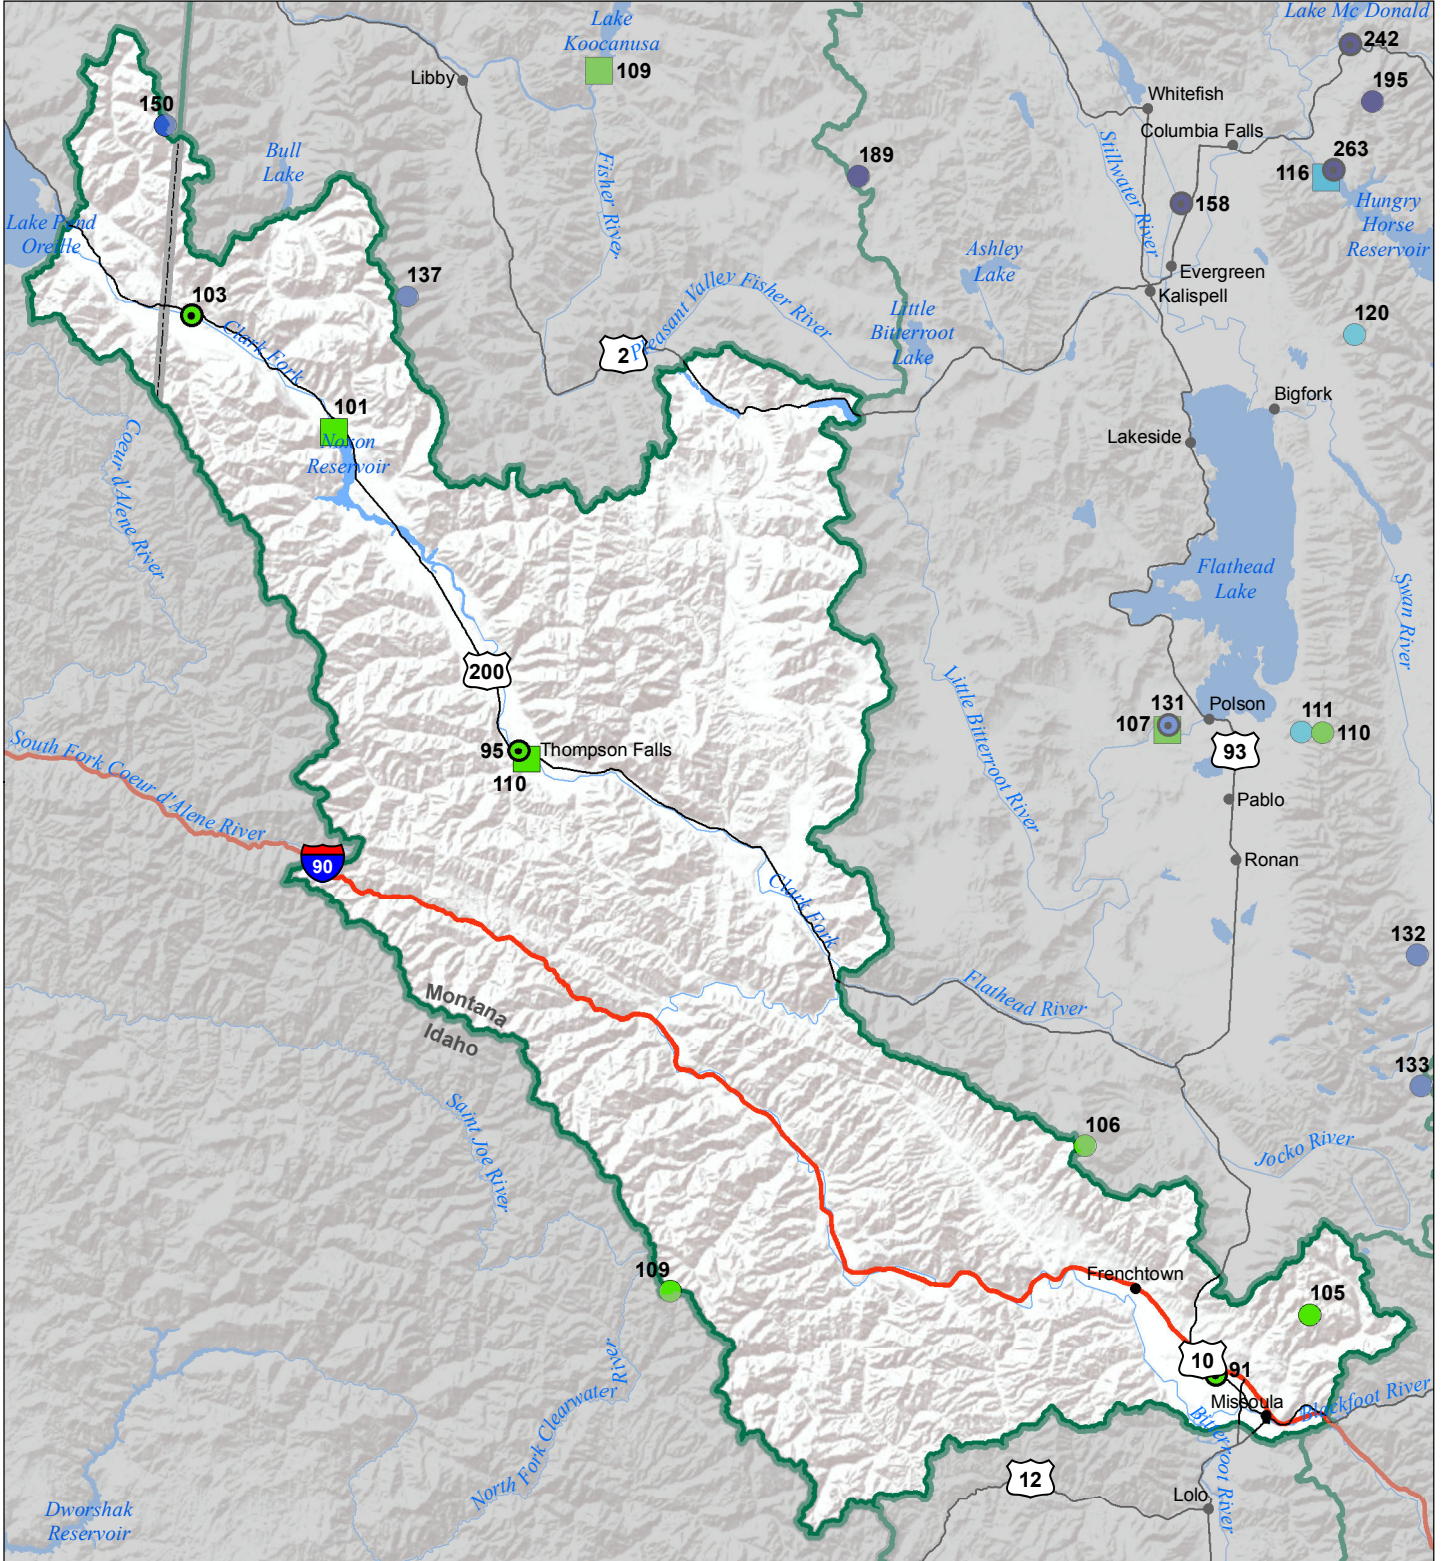 Lake Mc Donald
242
Lake
Koocanusa
109
Libby
195
Whitefish
150
Columbia Falls
Bull
Lake
Fisher River
189
Stillwater River
263
116
158
Hungry
Horse
Reservoir
Lake Pend
Oreille
137
Ashley
Lake
Evergreen
Kalispell
103
Clark Fork
Pleasant Valley Fisher River
Little
Bitterroot
Lake
120
2
Bigfork
101
Noxon
Reservoir
Lakeside
Coeur d'Alene River
Flathead
Lake
Swan River
200
Little Bitterroot River
131
107
Polson
111
110
93
95
Thompson Falls
110
South Fork Coeur d'Alene River
Pablo
90
Ronan
Clark Fork
132
Montana
Idaho
Flathead River
133
Saint Joe River
106
Jocko River
109
Frenchtown
105
10
91
Missoula
Blackfoot River
North Fork Clearwater
River
Bitterroot River
12
Lolo
Dworshak
Reservoir